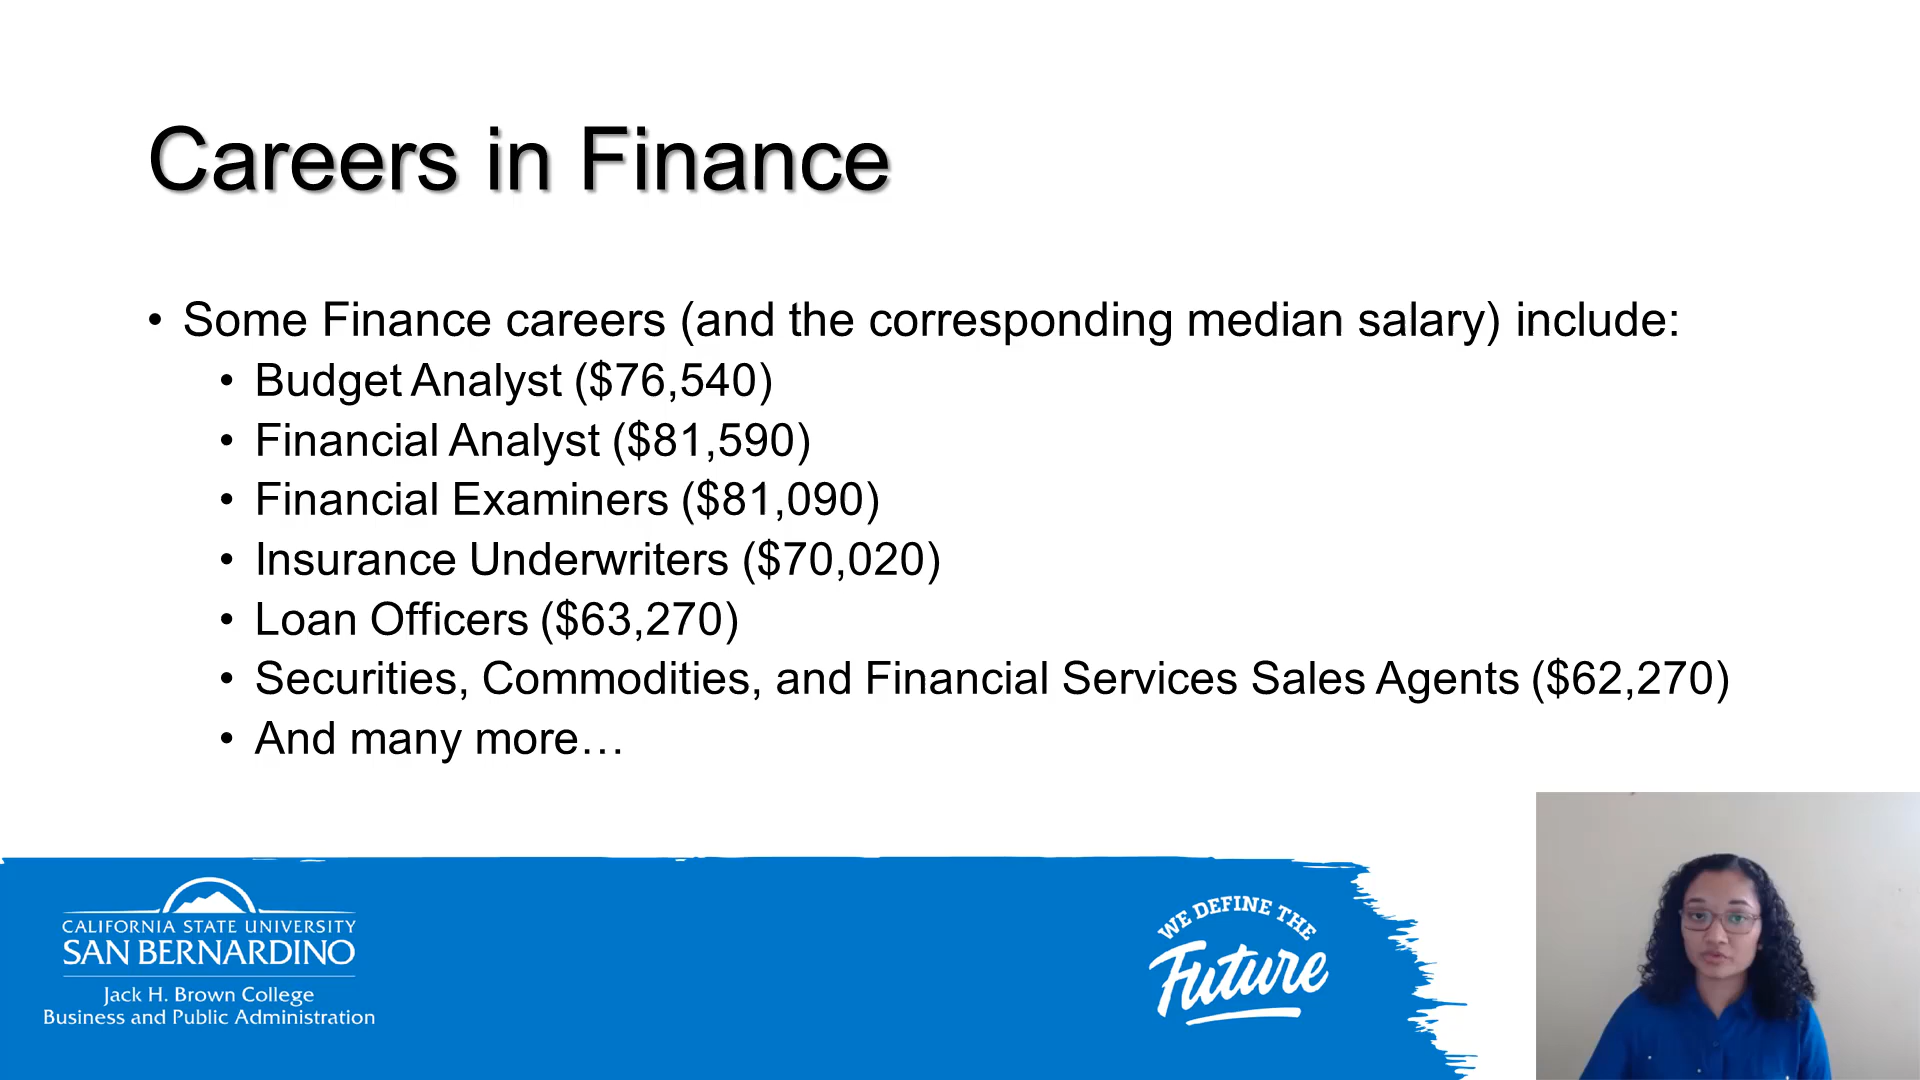 Careers in Finance
• Some Finance careers (and the corresponding median salary) include:
• Budget Analyst ($76,540)
• Financial Analyst ($81,590)
• Financial Examiners ($81,090)
• Insurance Underwriters ($70,020)
• Loan Officers ($63,270)
• Securities, Commodities, and Financial Services Sales Agents ($62,270)
• And many more…
CALIFORNIA STATE UNIVERSITY
SAN BERNARDINO
Jack H. Brown College
Business and Public Administration
WE DEFINE THE
Future